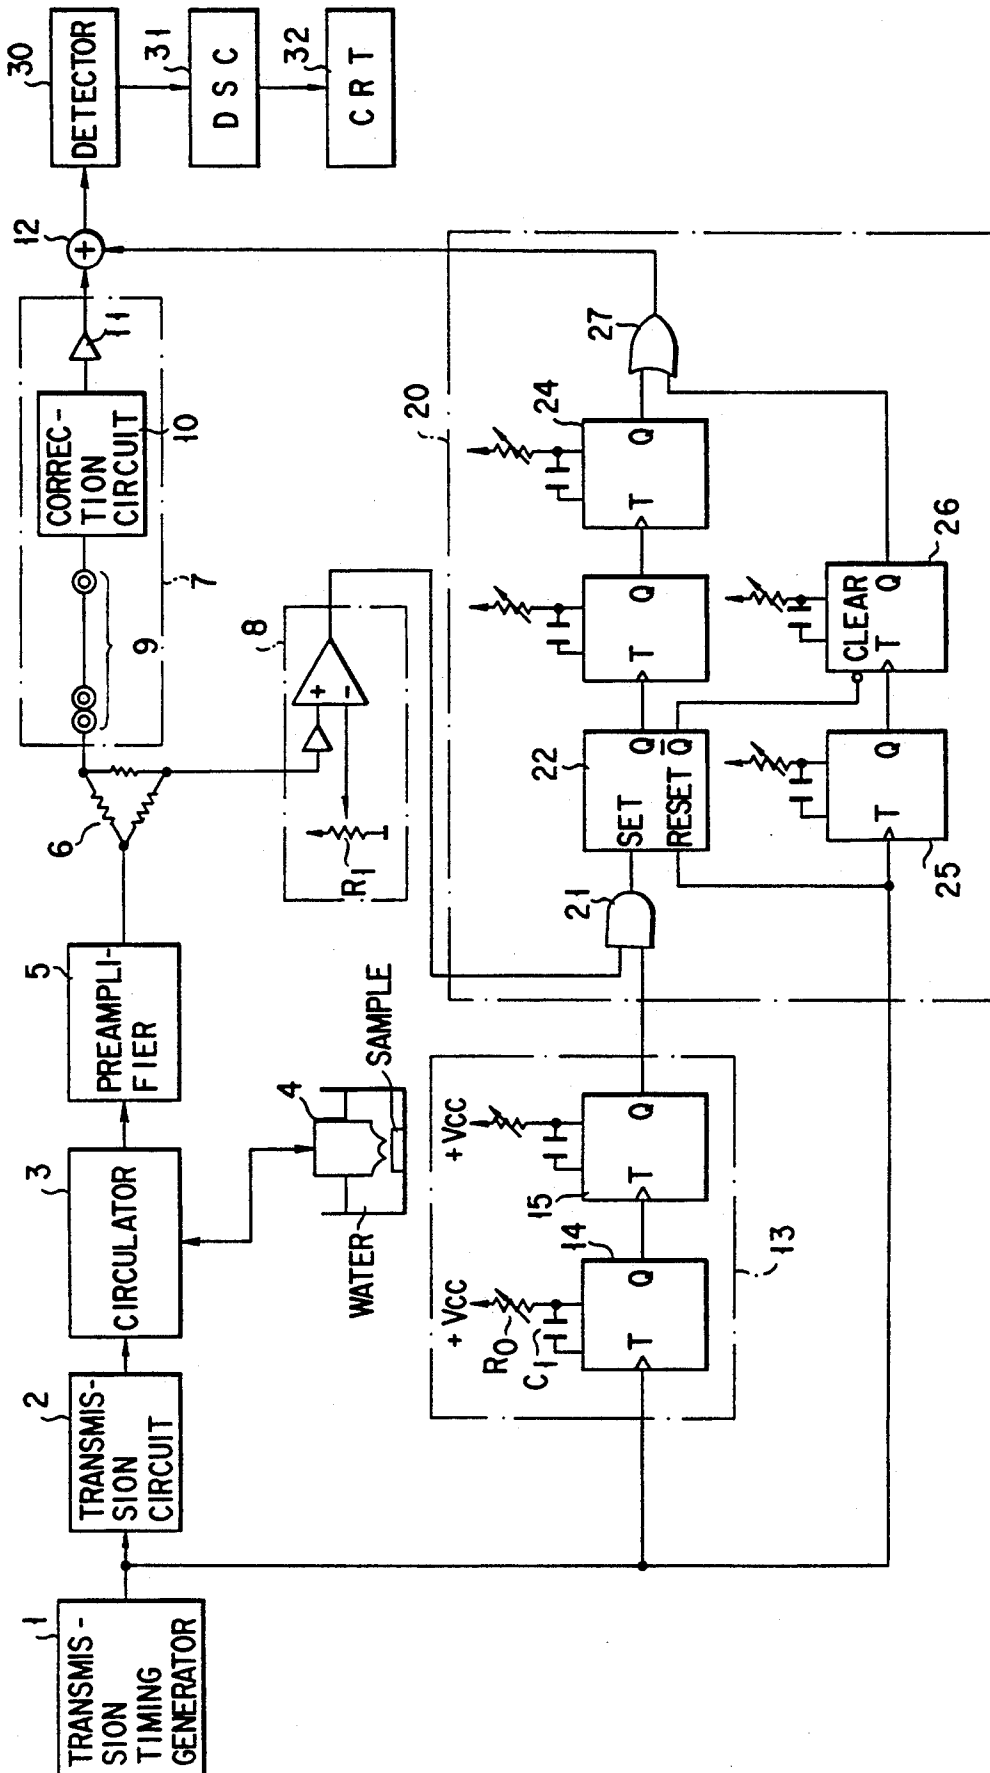 1
TRANSMIS-
SION
TIMING
GENERATOR
2
TRANSMIS-
SION
CIRCUIT
3
CIRCULATOR
5
PREAMPLI-
FIER
6
9
7
CORREC-
TION
CIRCUIT
10
11
12
30
DETECTOR
31
DSC
32
CRT
4
WATER
SAMPLE
8
+
-
R1
+VCC
R0
C1
14
T
Q
+VCC
15
T
Q
13
20
21
22
SET
RESET
Q
Q̅
T
Q
24
T
Q
27
25
T
Q
26
CLEAR
T
Q
+